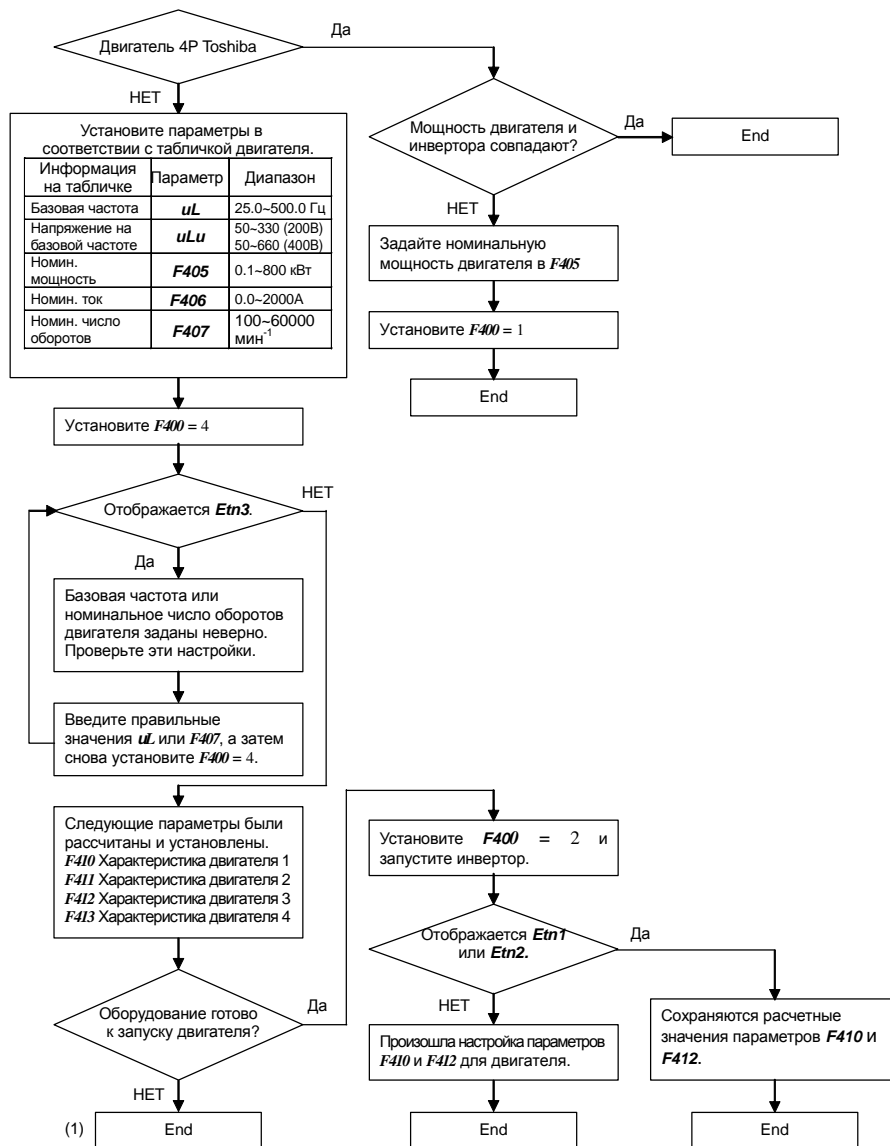 Двигатель 4P Toshiba
Да
НЕТ
Мощность двигателя и
инвертора совпадают?
Да
End
НЕТ
Задайте номинальную
мощность двигателя в F405
Установите F400 = 1
End
Установите параметры в
соответствии с табличкой двигателя.
Информация на табличке Параметр Диапазон
Базовая частота uL 25.0~500.0 Гц
Напряжение на базовой частоте uLu 50~330 (200В) 50~660 (400В)
Номин. мощность F405 0.1~800 кВт
Номин. ток F406 0.0~2000А
Номин. число оборотов F407 100~60000 мин-1
Установите F400 = 4
Отображается Etn3.
НЕТ
Да
Базовая частота или
номинальное число оборотов
двигателя заданы неверно.
Проверьте эти настройки.
Введите правильные
значения uL или F407, а затем
снова установите F400 = 4.
Следующие параметры были
рассчитаны и установлены.
F410 Характеристика двигателя 1
F411 Характеристика двигателя 2
F412 Характеристика двигателя 3
F413 Характеристика двигателя 4
Оборудование готово
к запуску двигателя?
Да
НЕТ
(1) End
Установите F400 = 2 и
запустите инвертор.
Отображается Etn1
или Etn2.
Да
НЕТ
Произошла настройка параметров
F410 и F412 для двигателя.
End
Сохраняются расчетные
значения параметров F410 И
F412.
End